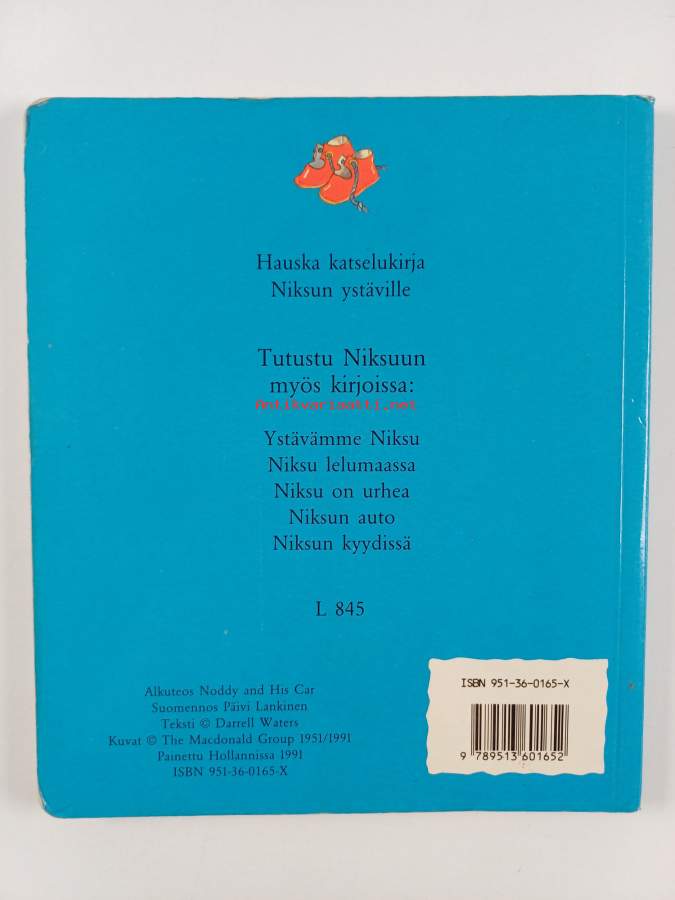 Hauska katselukirja
Niksun ystäville
Tutustu Niksuun
myös kirjoissa:
Antikvariaatti.net
Ystävämme Niksu
Niksu lelumaassa
Niksu on urhea
Niksun auto
Niksun kyydissä
L 845
Alkuteos Noddy and His Car
Suomennos Päivi Lankinen
Teksti © Darrell Waters
Kuvat © The Macdonald Group 1951/1991
Painettu Hollannissa 1991
ISBN 951-36-0165-X
ISBN 951-36-0165-X
9 789513 601652